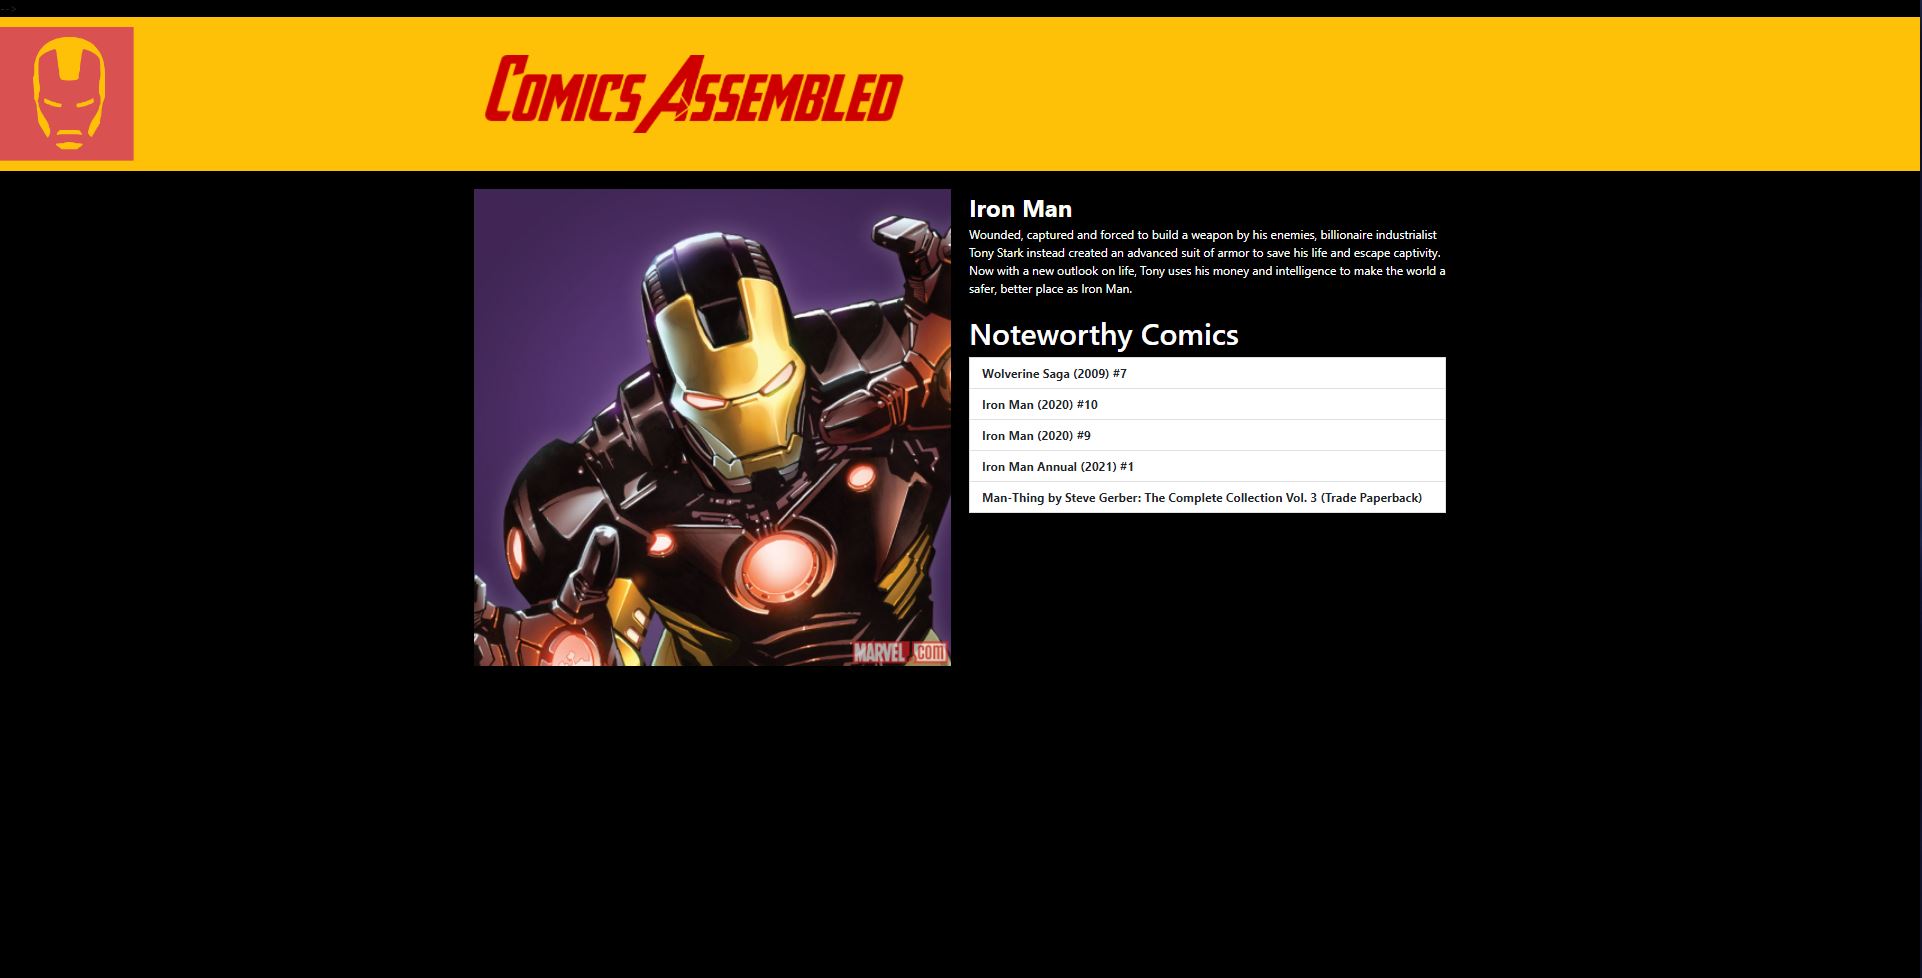 -->
Comics Assembled
Iron Man
Wounded, captured and forced to build a weapon by his enemies, billionaire industrialist
Tony Stark instead created an advanced suit of armor to save his life and escape captivity.
Now with a new outlook on life, Tony uses his money and intelligence to make the world a
safer, better place as Iron Man.
Noteworthy Comics
Wolverine Saga (2009) #7
Iron Man (2020) #10
Iron Man (2020) #9
Iron Man Annual (2021) #1
Man-Thing by Steve Gerber: The Complete Collection Vol. 3 (Trade Paperback)
MARVEL.com